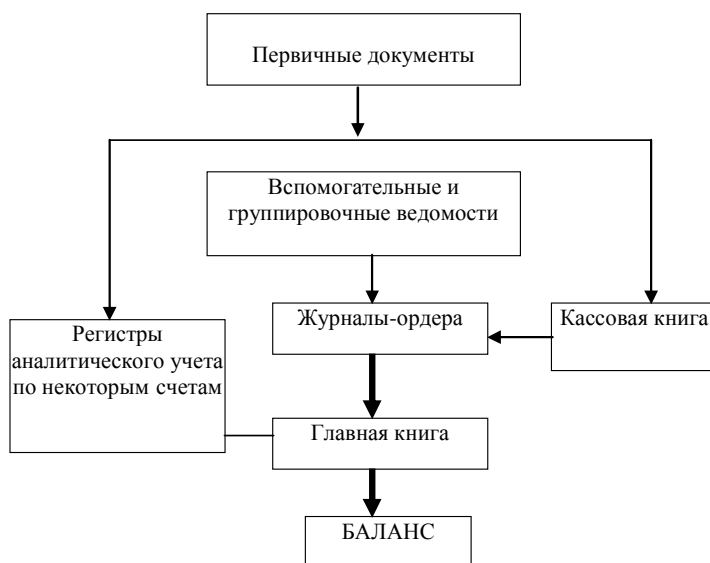 Первичные документы
Вспомогательные и
группировочные ведомости
Журналы-ордера
Кассовая книга
Регистры
аналитического учета
по некоторым счетам
Главная книга
БАЛАНС